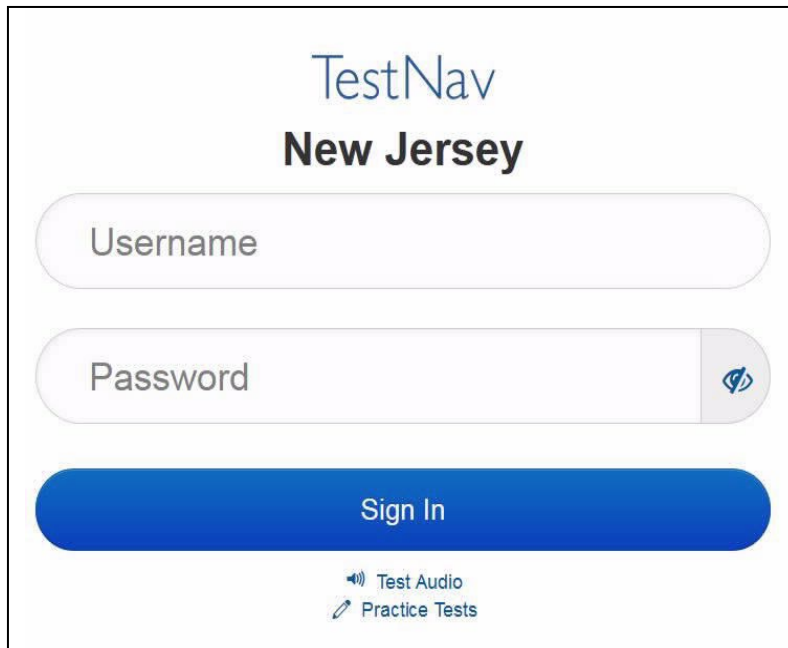 TestNav
New Jersey
Username
Password
Sign In
Test Audio
Practice Tests